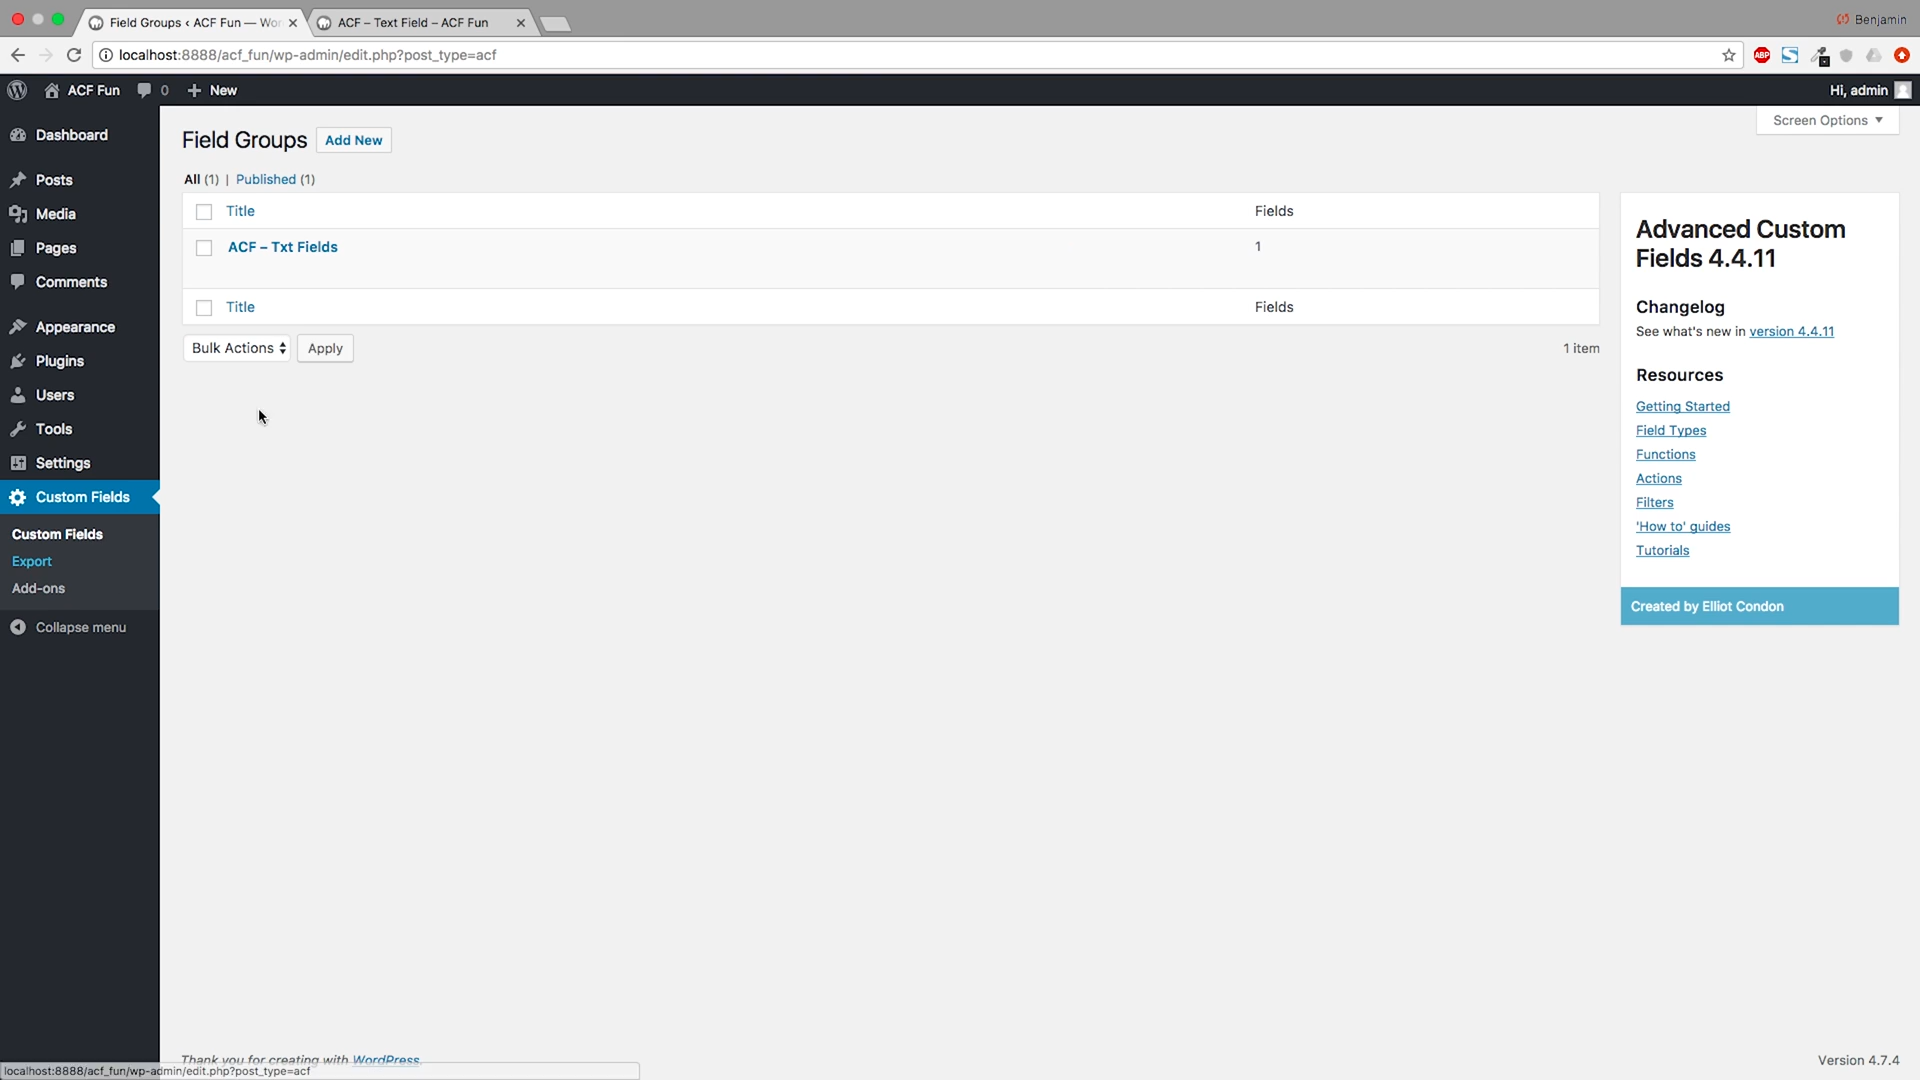 Field Groups ‹ ACF Fun — Wor
ACF – Text Field – ACF Fun
Benjamin
localhost:8888/acf_fun/wp-admin/edit.php?post_type=acf
ABP
ACF Fun
0
New
Hi, admin
Dashboard
Posts
Media
Pages
Comments
Appearance
Plugins
Users
Tools
Settings
Custom Fields
Custom Fields
Export
Add-ons
Collapse menu
Screen Options
Field Groups
Add New
All (1) | Published (1)
Title
Fields
ACF – Txt Fields
1
Title
Fields
Bulk Actions
Apply
1 item
Advanced Custom
Fields 4.4.11
Changelog
See what's new in version 4.4.11
Resources
Getting Started
Field Types
Functions
Actions
Filters
'How to' guides
Tutorials
Created by Elliot Condon
Thank you for creating with WordPress.
Version 4.7.4
localhost:8888/acf_fun/wp-admin/edit.php?post_type=acf